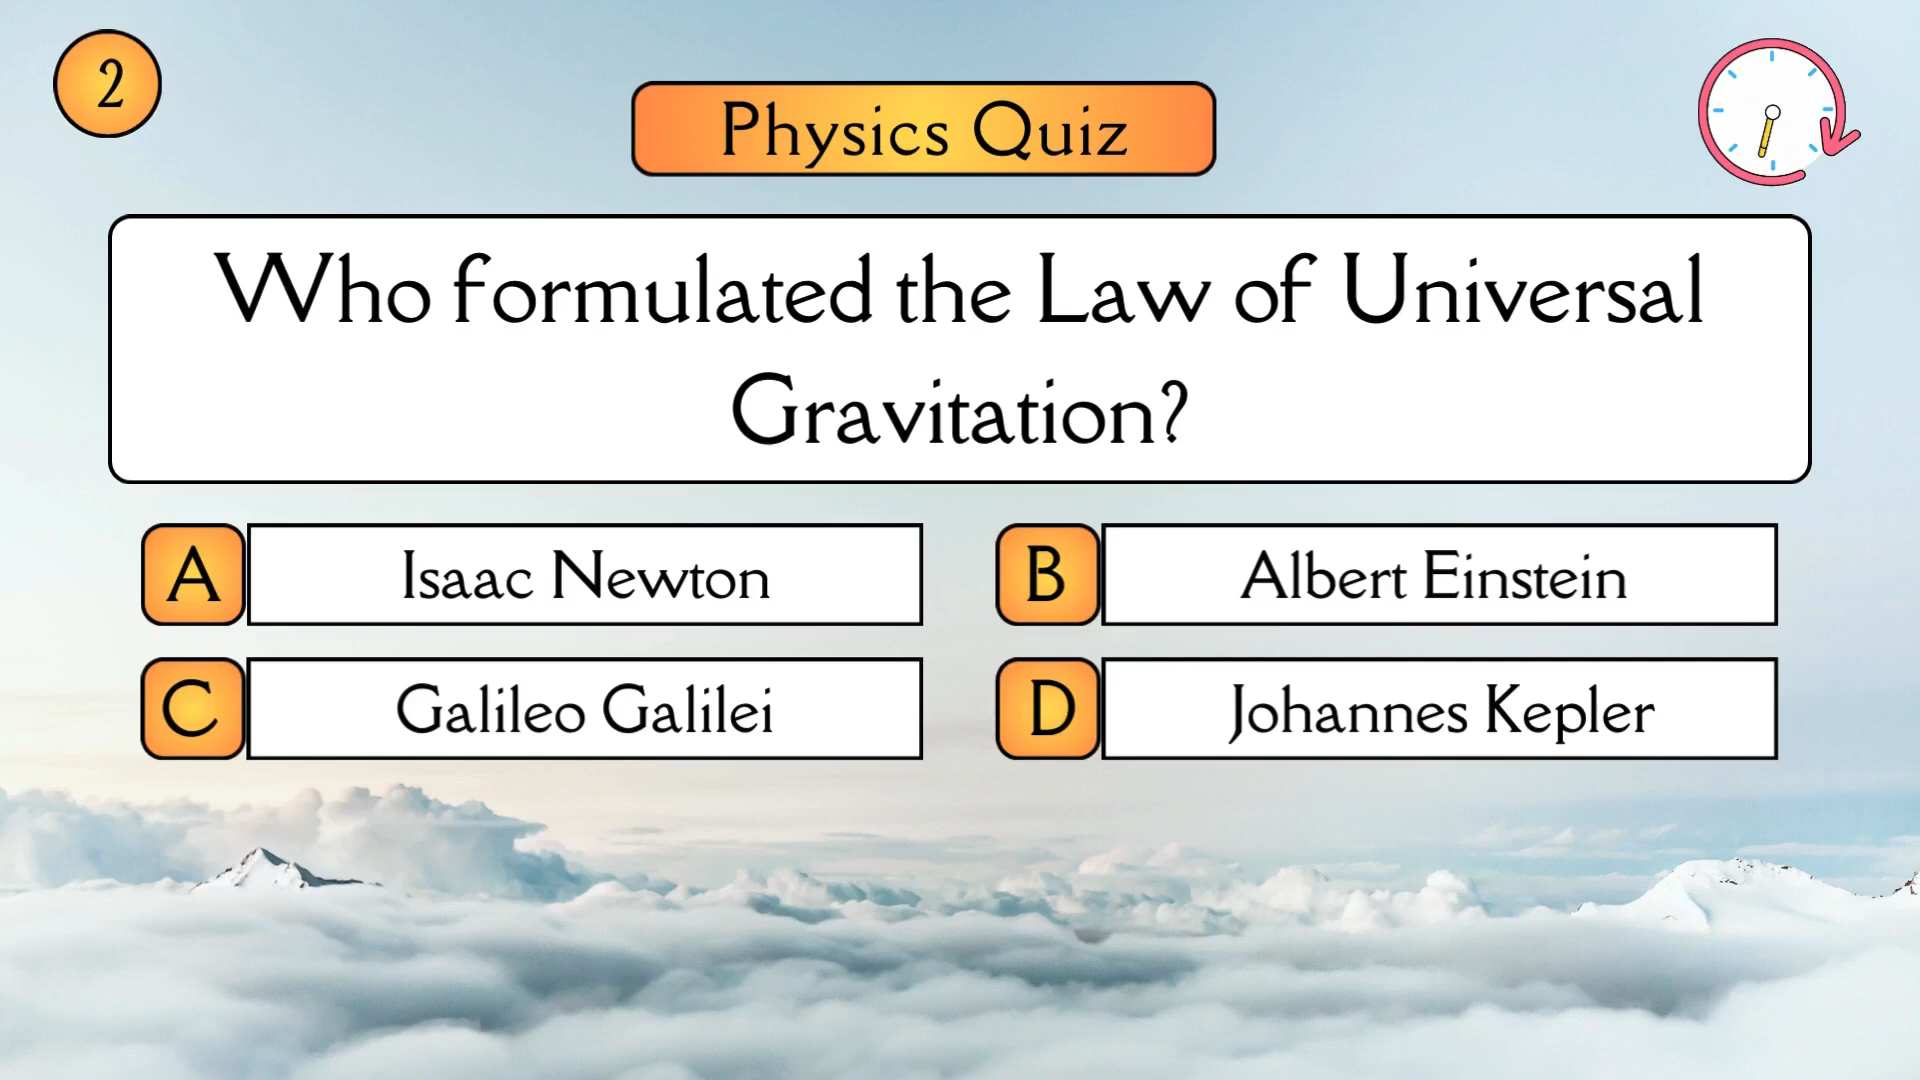 2
Physics Quiz
Who formulated the Law of Universal
Gravitation?
A Isaac Newton
B Albert Einstein
C Galileo Galilei
D Johannes Kepler